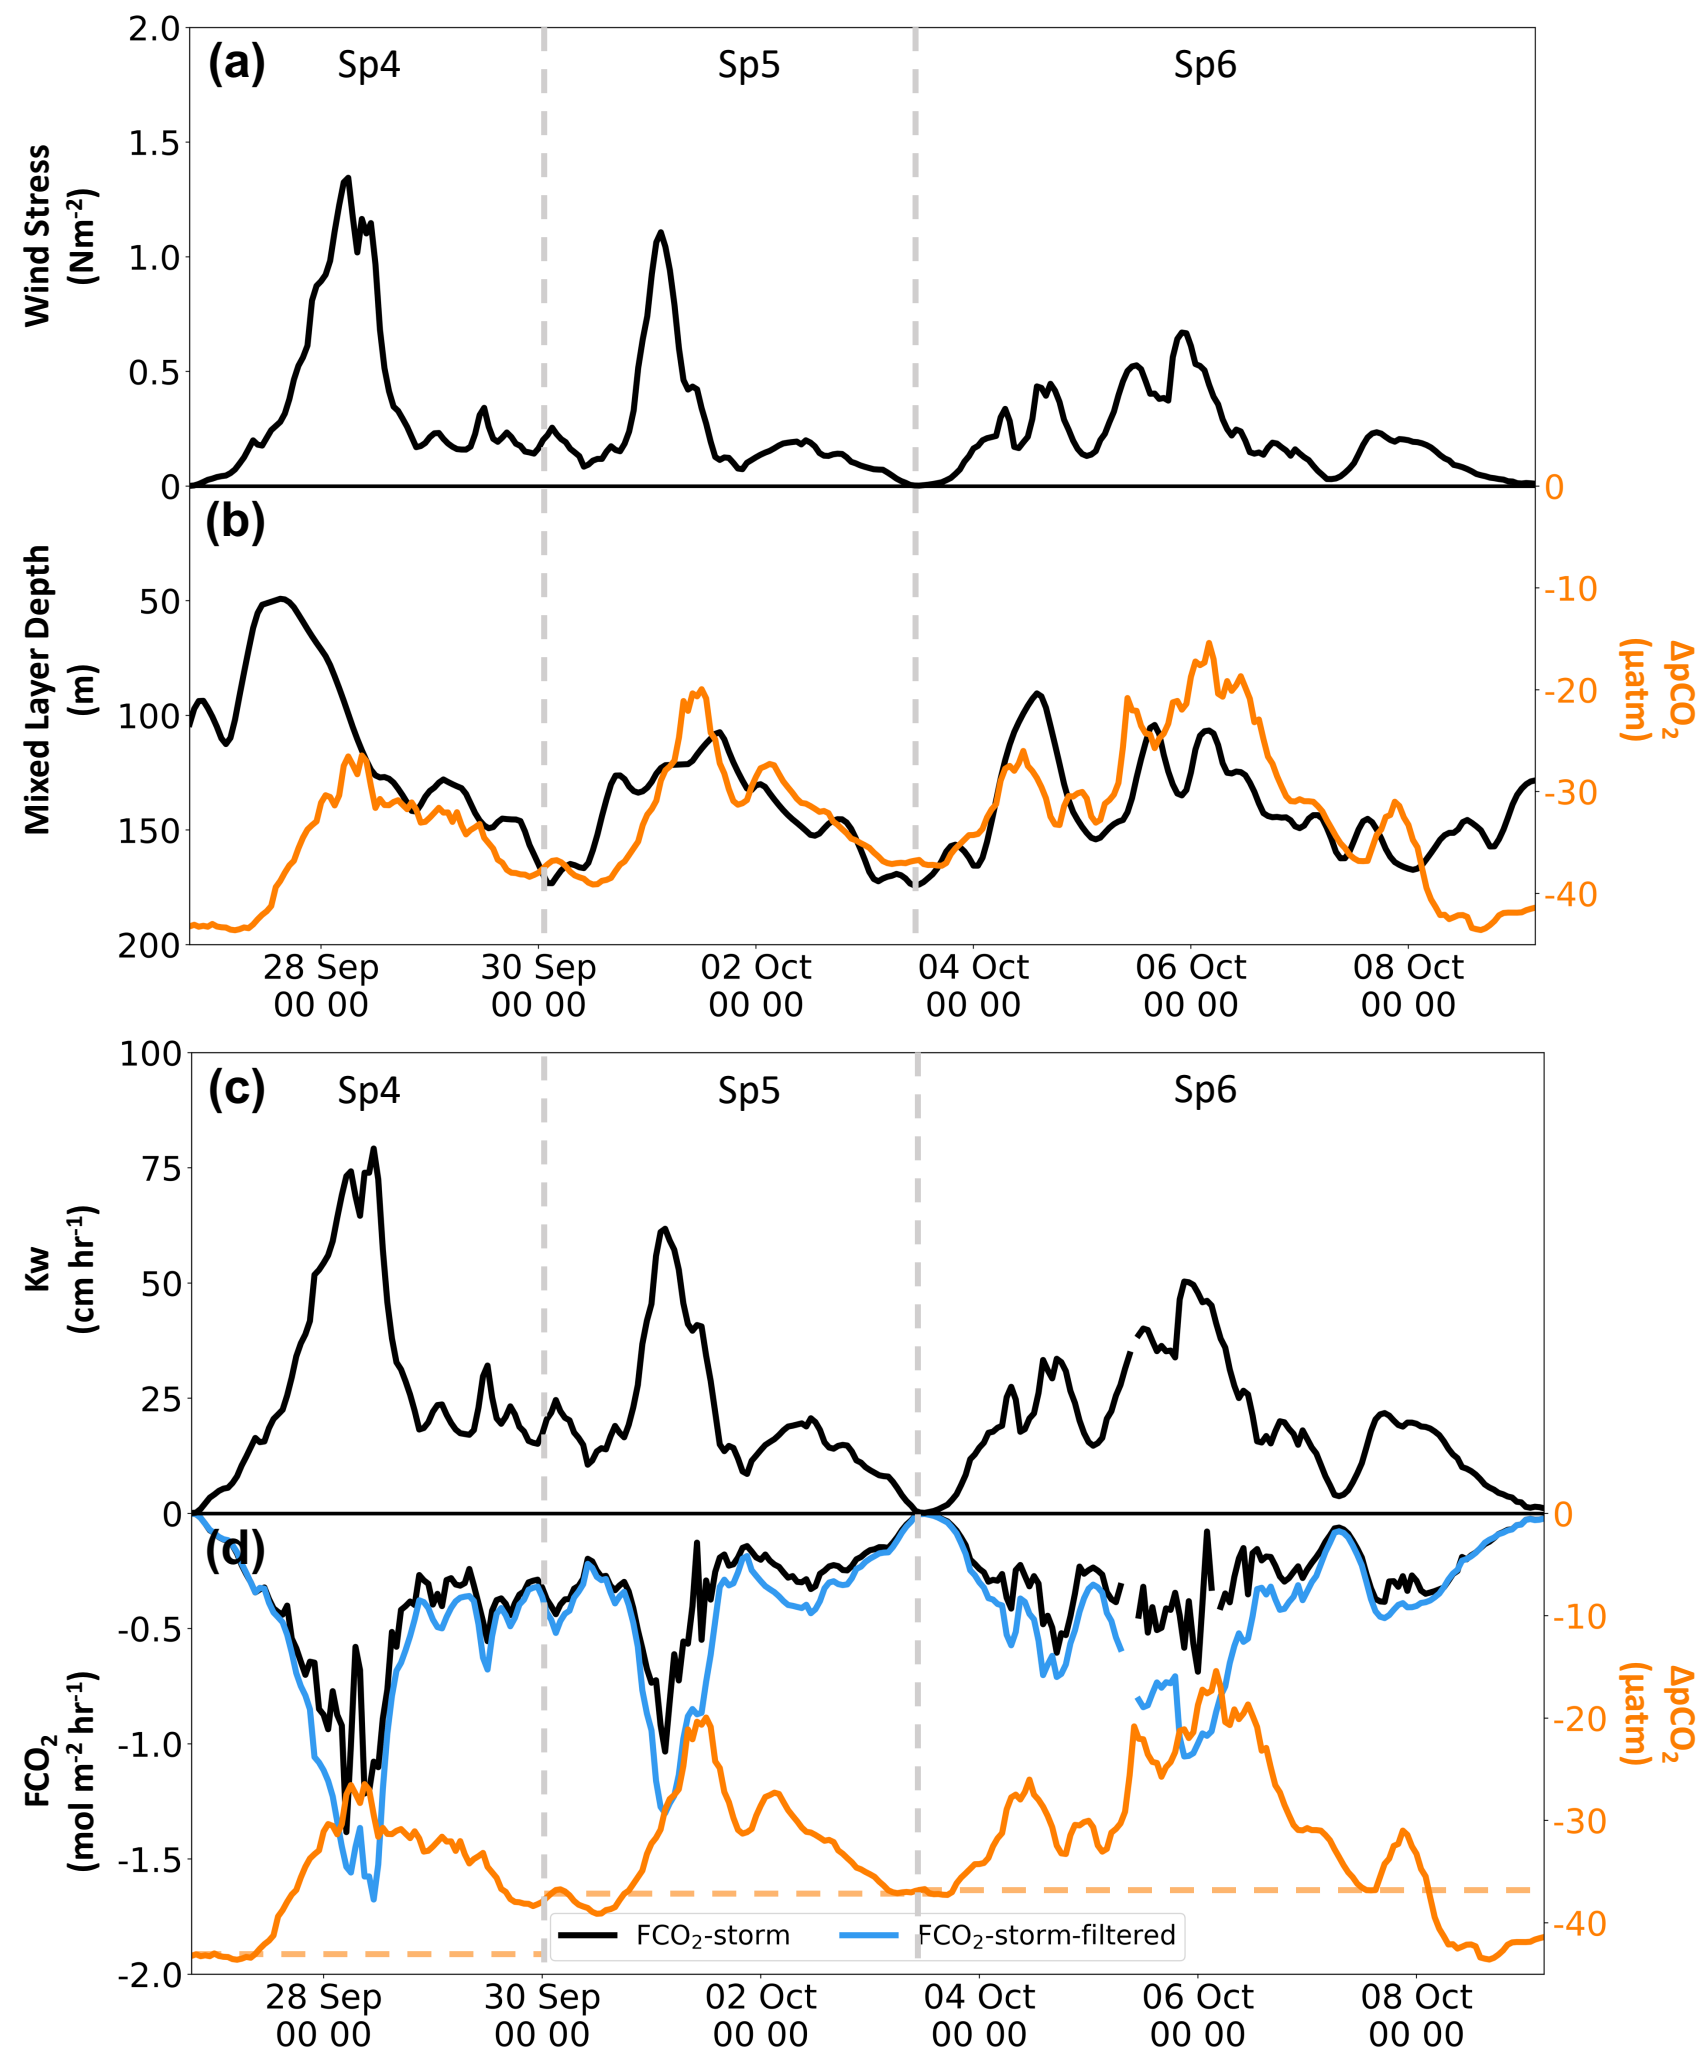 (a)
Sp4
Sp5
Sp6
Wind Stress
(Nm⁻²)
2.0
1.5
1.0
0.5
0
0
(b)
Mixed Layer Depth
(m)
50
100
150
200
-10
-20
-30
-40
ΔpCO₂
(μatm)
28 Sep
00 00
30 Sep
00 00
02 Oct
00 00
04 Oct
00 00
06 Oct
00 00
08 Oct
00 00
(c)
Sp4
Sp5
Sp6
Kw
(cm hr⁻¹)
100
75
50
25
0
0
(d)
FCO₂
(mol m⁻² hr⁻¹)
-0.5
-1.0
-1.5
-2.0
-10
-20
-30
-40
ΔpCO₂
(μatm)
FCO₂-storm
FCO₂-storm-filtered
28 Sep
00 00
30 Sep
00 00
02 Oct
00 00
04 Oct
00 00
06 Oct
00 00
08 Oct
00 00